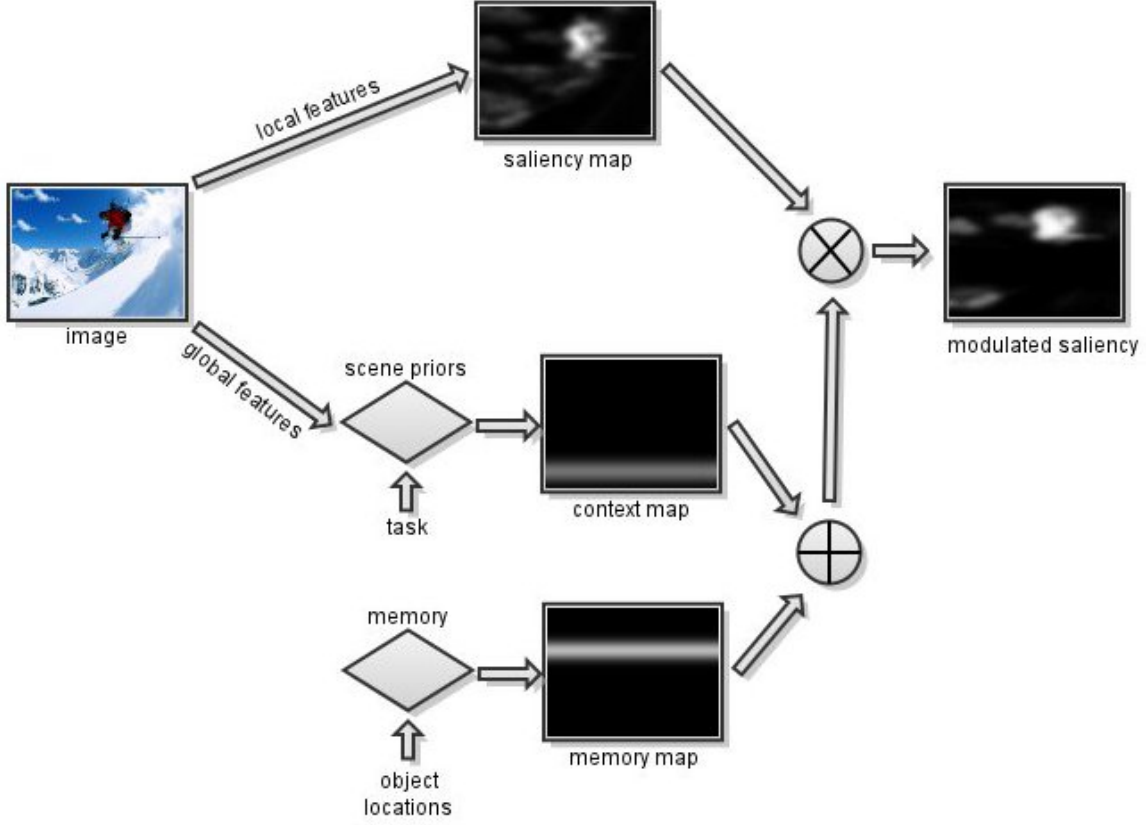 local features
saliency map
image
modulated saliency
global features
scene priors
task
context map
memory
memory map
object
locations